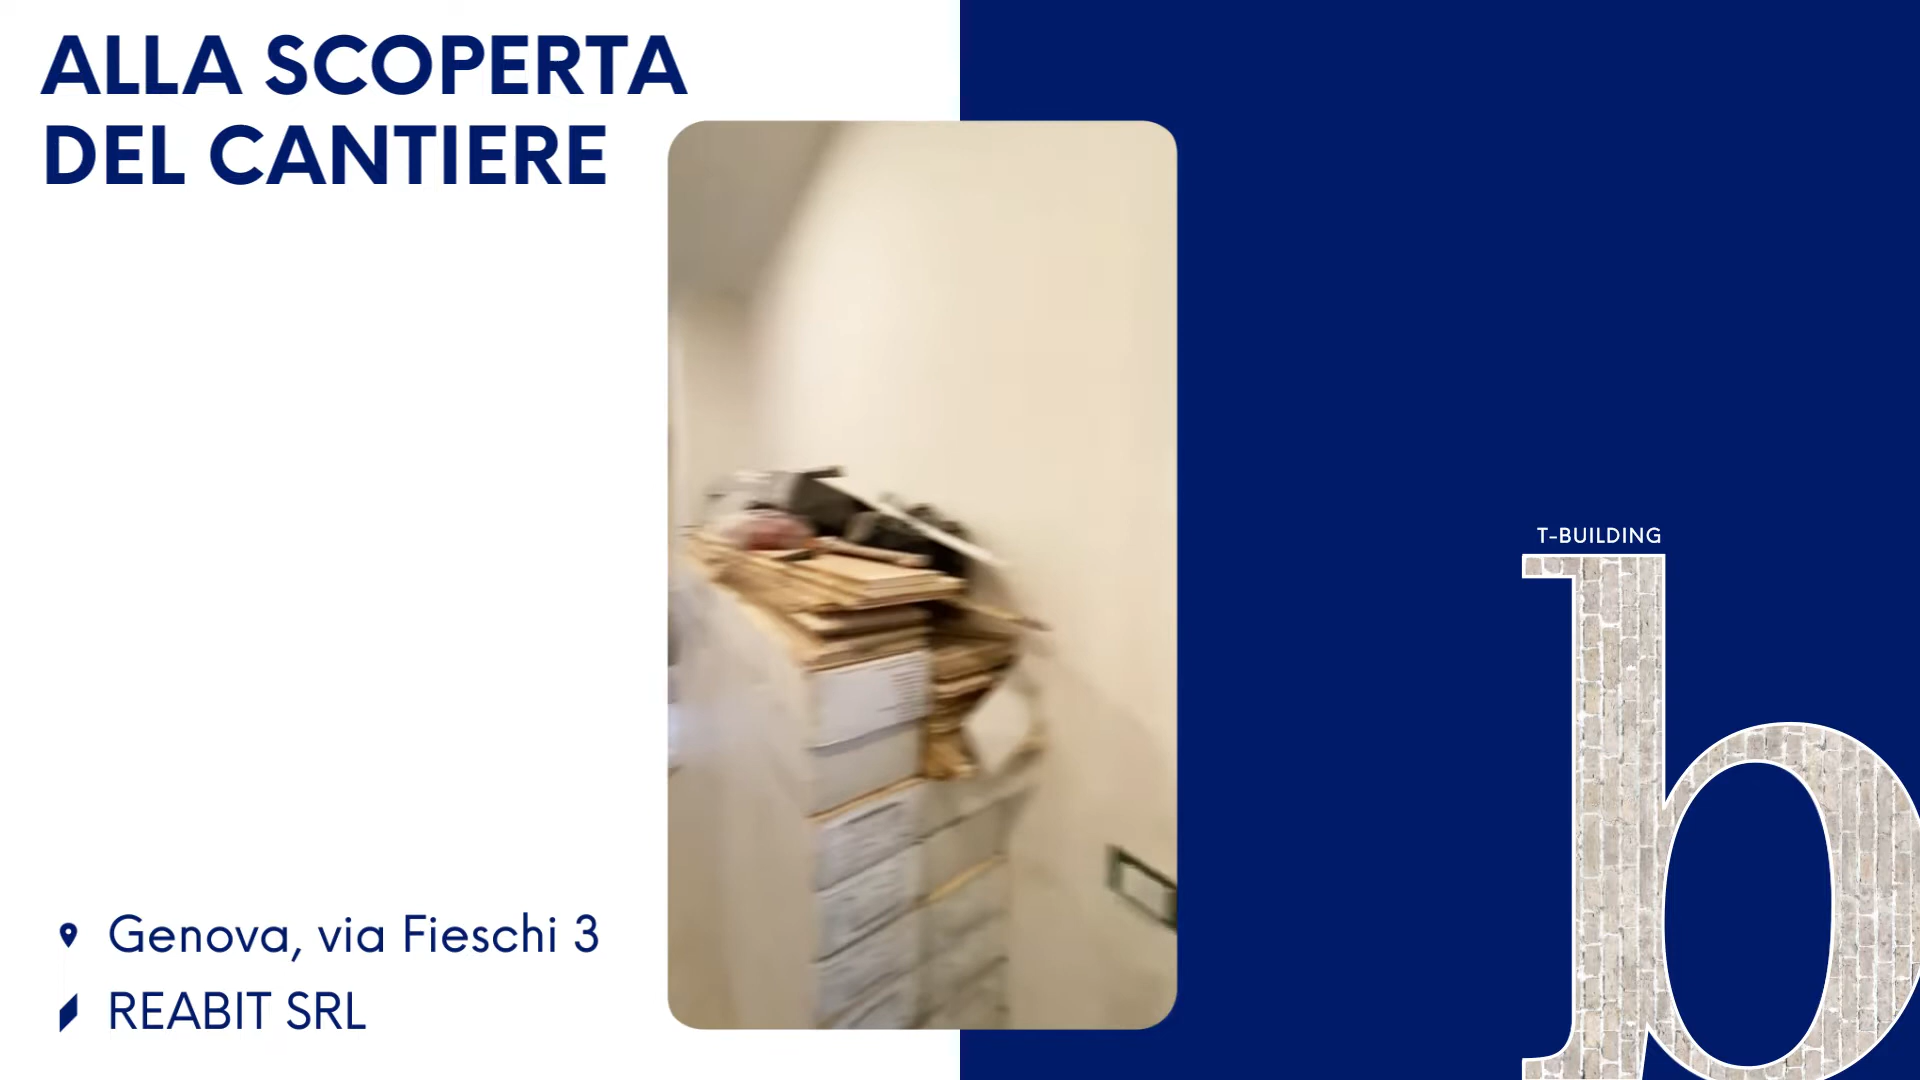 ALLA SCOPERTA
DEL CANTIERE
Genova, via Fieschi 3
REABIT SRL
T-BUILDING
b